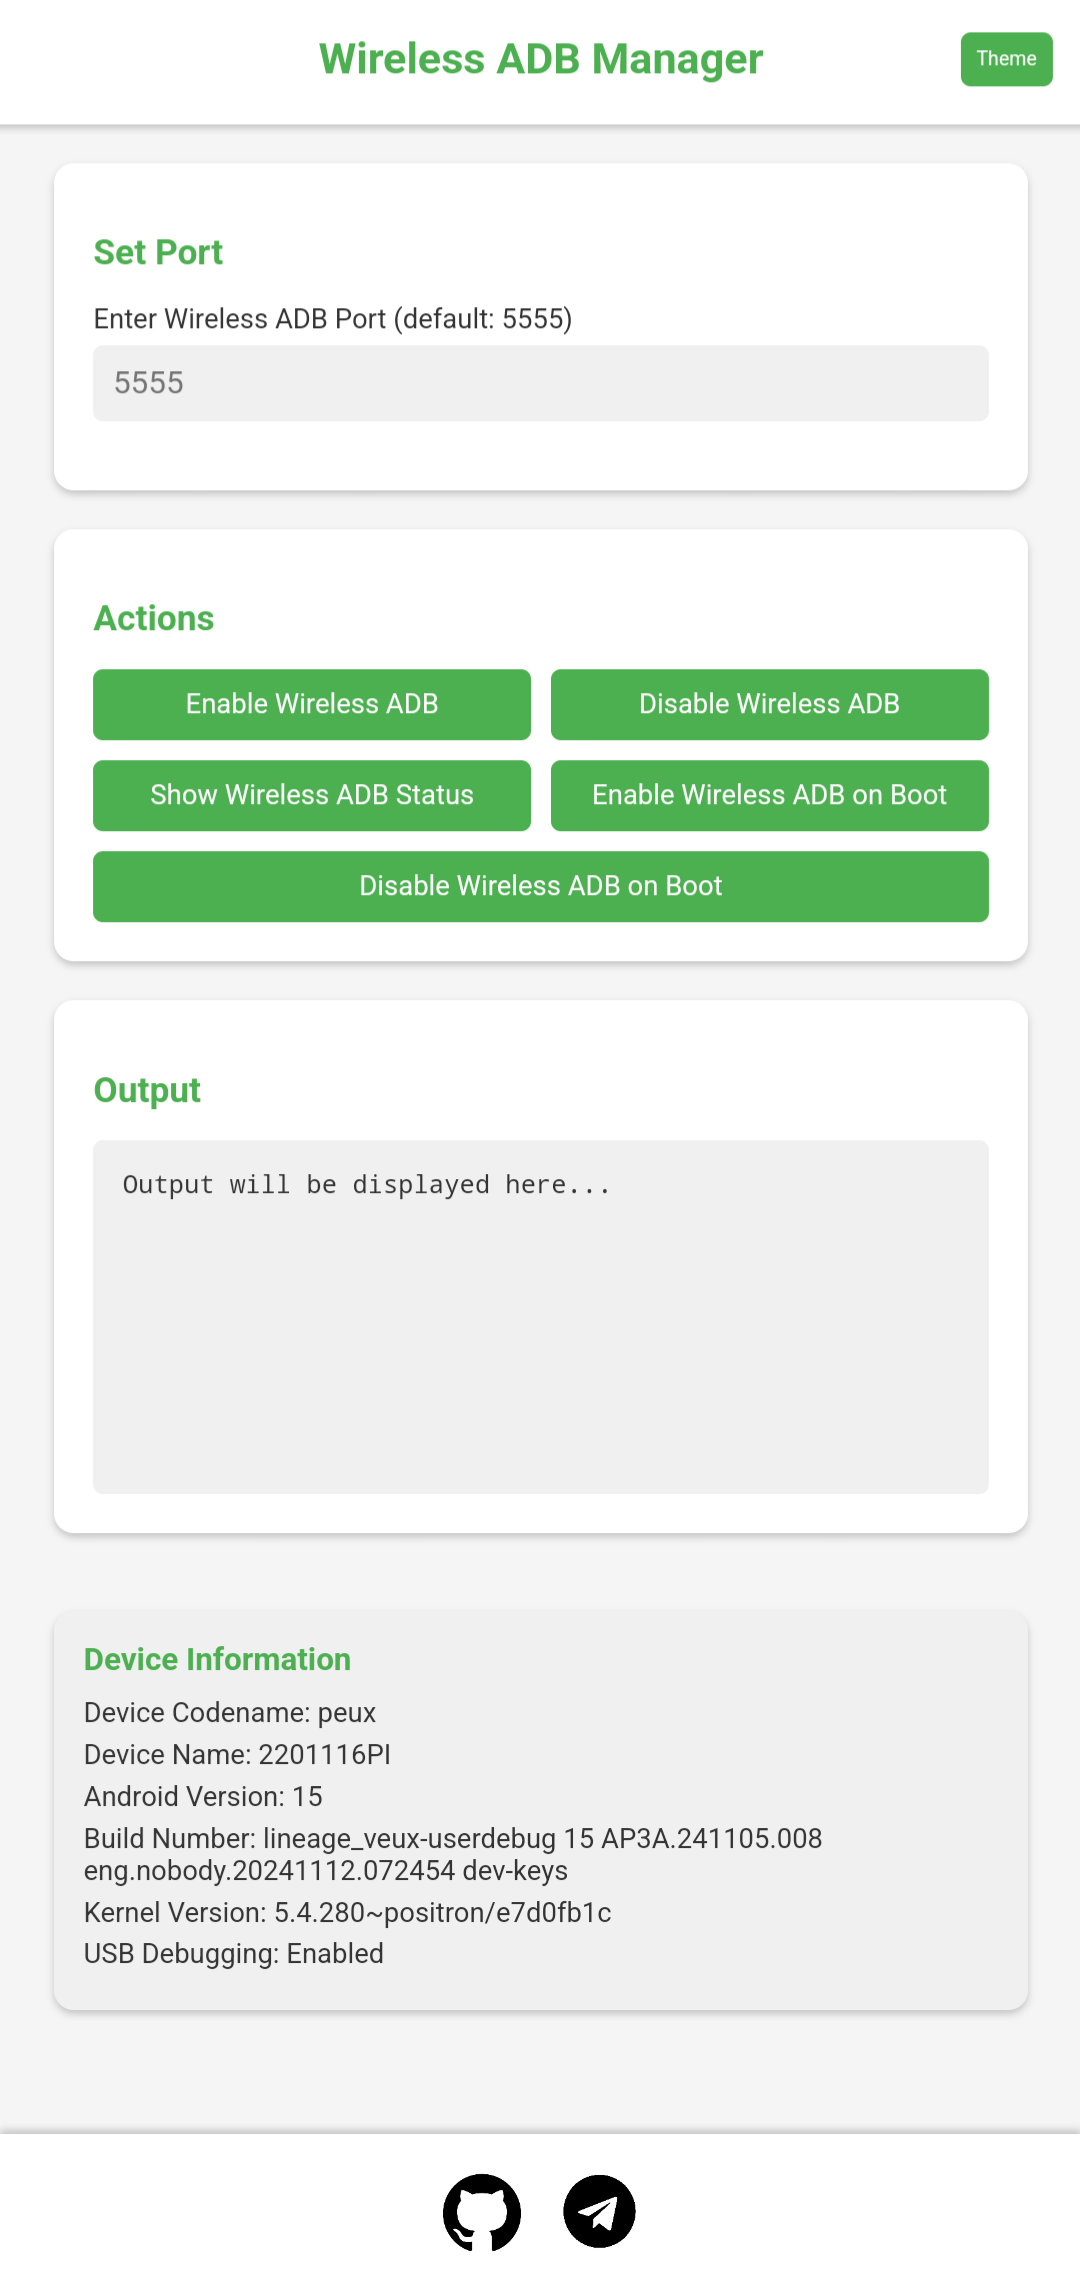 Wireless ADB Manager
Theme
Set Port
Enter Wireless ADB Port (default: 5555)
5555
Actions
Enable Wireless ADB
Disable Wireless ADB
Show Wireless ADB Status
Enable Wireless ADB on Boot
Disable Wireless ADB on Boot
Output
Output will be displayed here...
Device Information
Device Codename: peux
Device Name: 2201116PI
Android Version: 15
Build Number: lineage_veux-userdebug 15 AP3A.241105.008
eng.nobody.20241112.072454 dev-keys
Kernel Version: 5.4.280~positron/e7d0fb1c
USB Debugging: Enabled